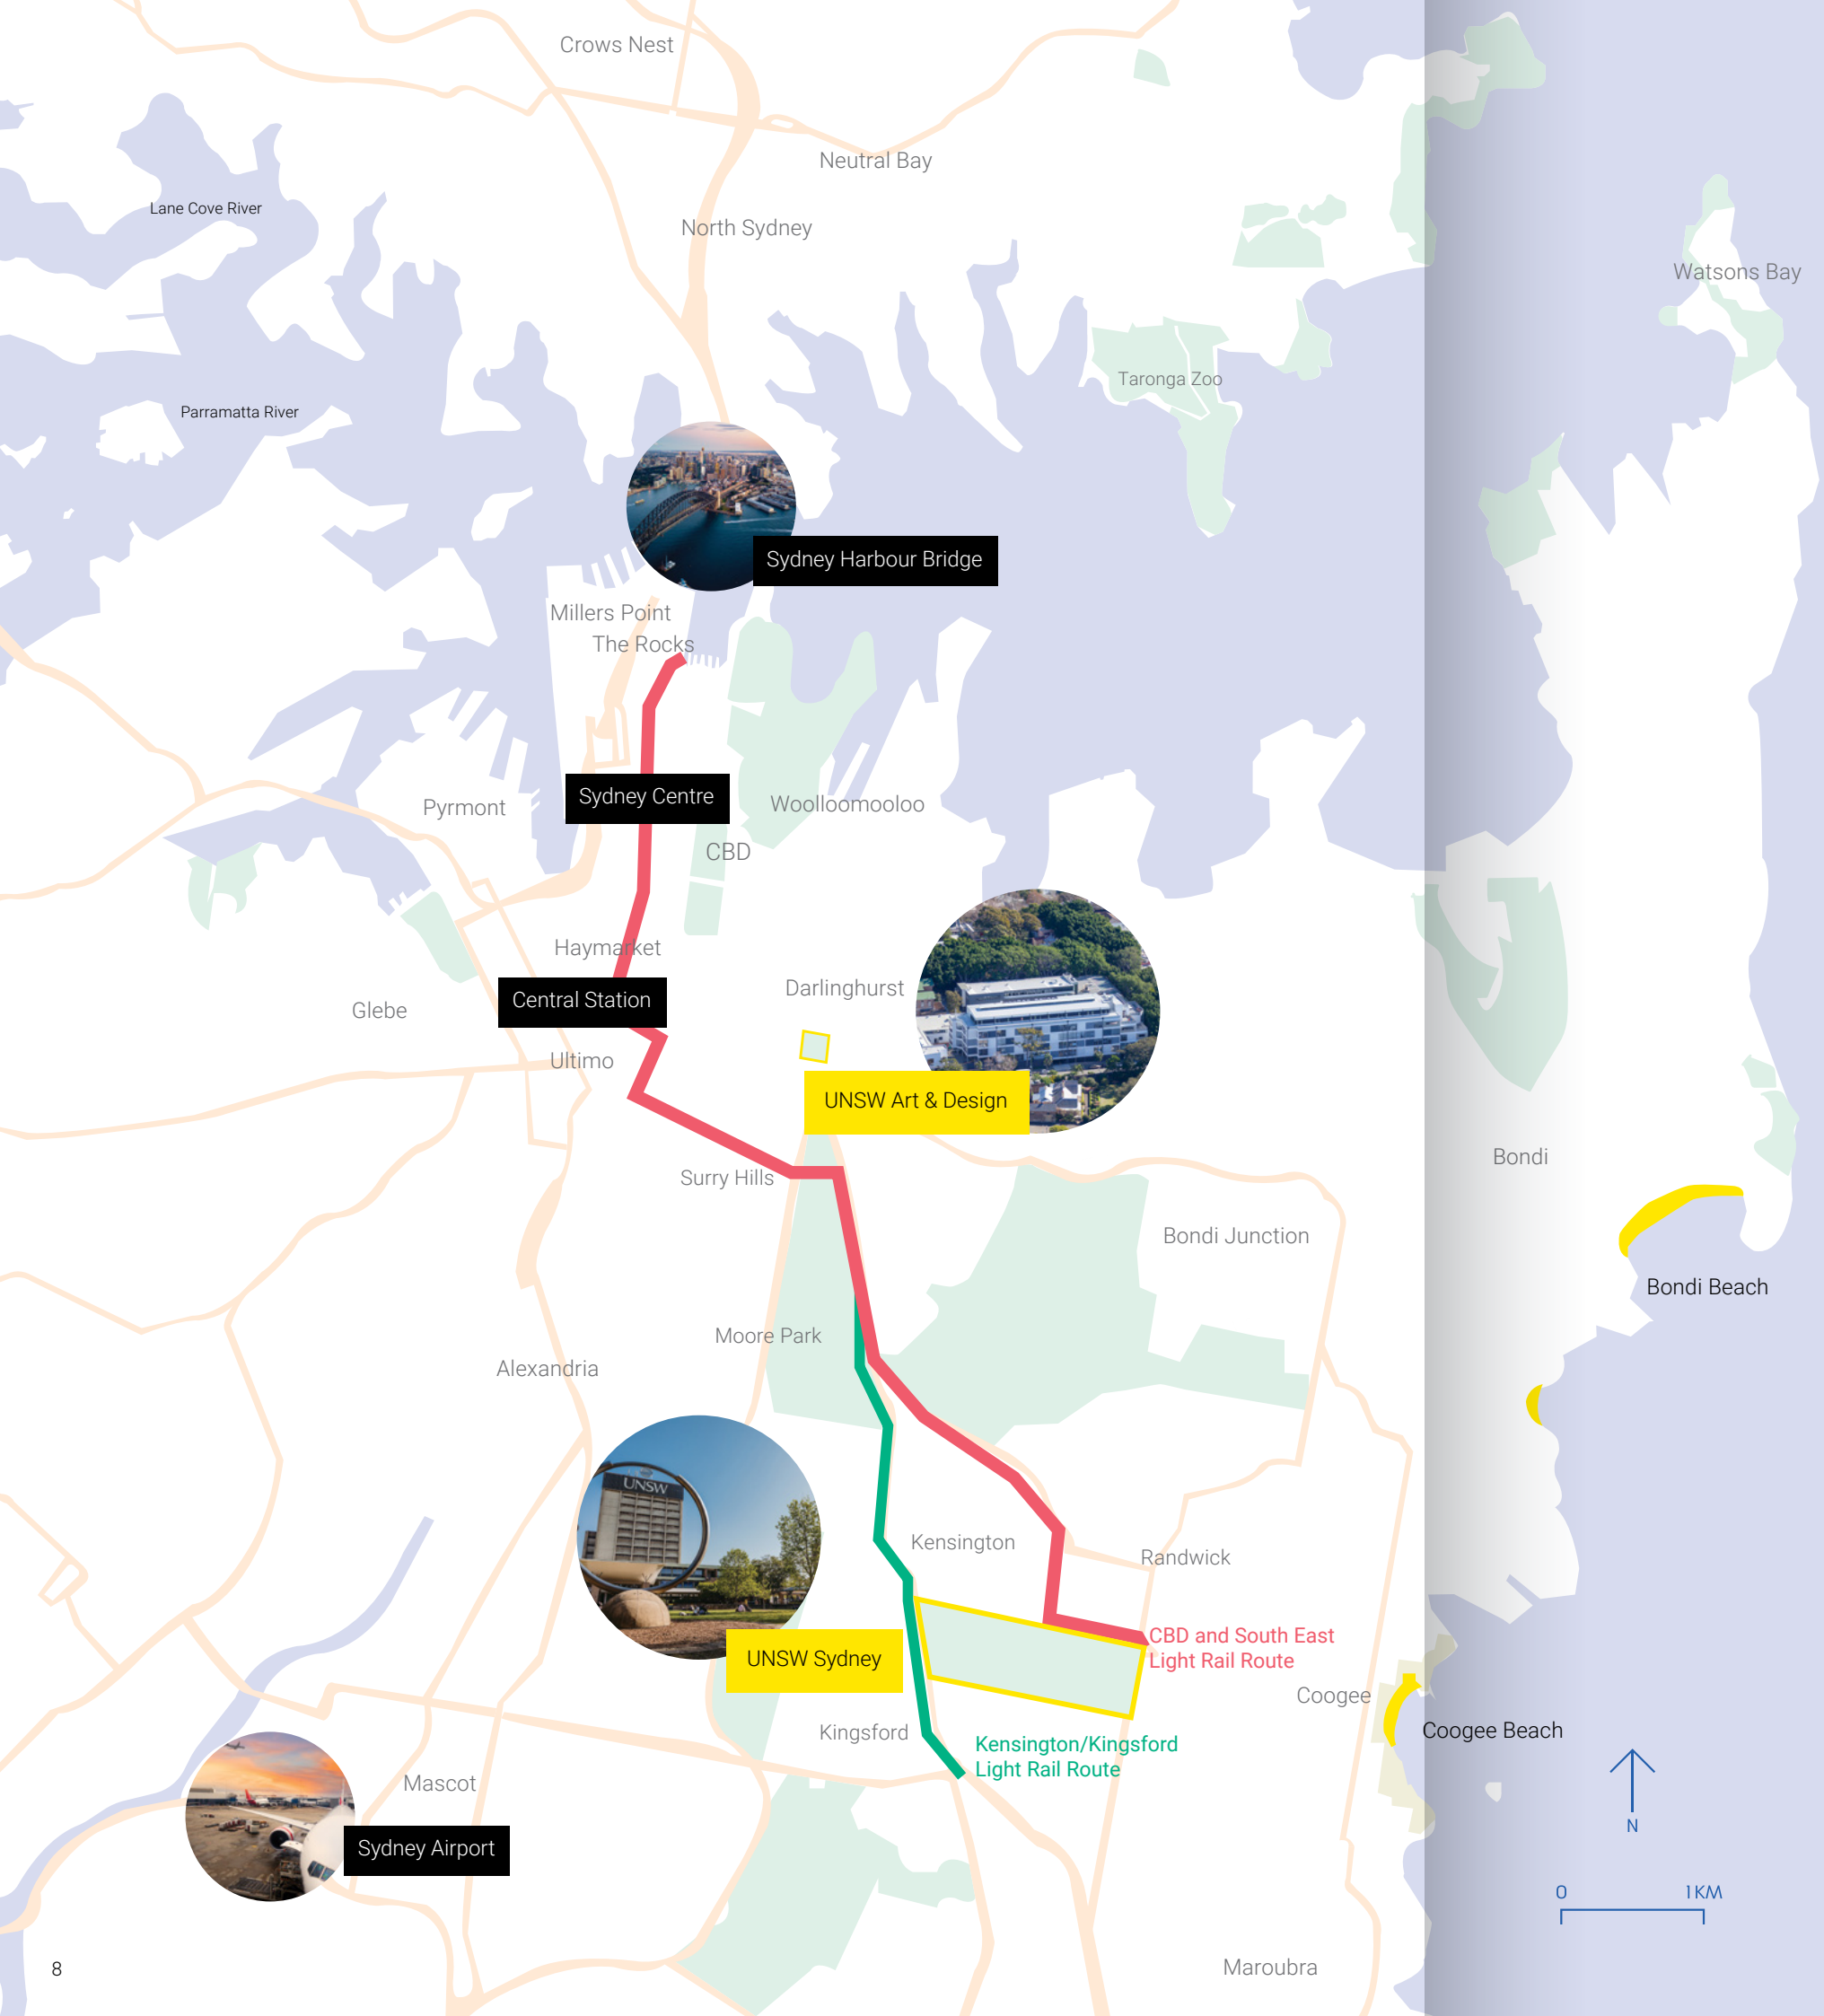 Crows Nest
Neutral Bay
Lane Cove River
North Sydney
Watsons Bay
Taronga Zoo
Parramatta River
Sydney Harbour Bridge
Millers Point
The Rocks
Sydney Centre
Pyrmont
Woolloomooloo
CBD
Haymarket
Darlinghurst
Central Station
Glebe
Ultimo
UNSW Art & Design
Bondi
Surry Hills
Bondi Junction
Bondi Beach
Moore Park
Alexandria
UNSW
Kensington
Randwick
CBD and South East
Light Rail Route
UNSW Sydney
Coogee
Coogee Beach
Kingsford
Kensington/Kingsford
Light Rail Route
Mascot
N
Sydney Airport
0 1 KM
Maroubra
8